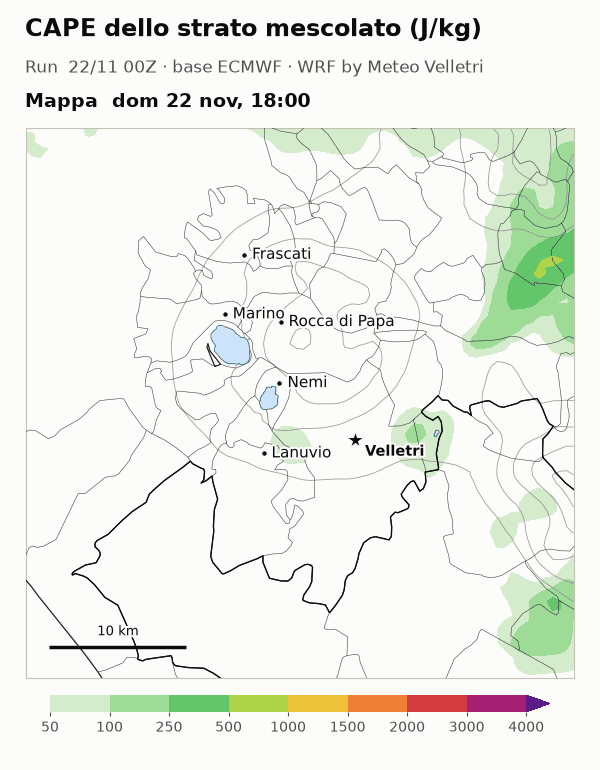 CAPE dello strato mescolato (J/kg)
Run  22/11 00Z · base ECMWF · WRF by Meteo Velletri
Mappa  dom 22 nov, 18:00
Frascati
Marino
Rocca di Papa
Nemi
Velletri
Lanuvio
10 km
50 100 250 500 1000 1500 2000 3000 4000